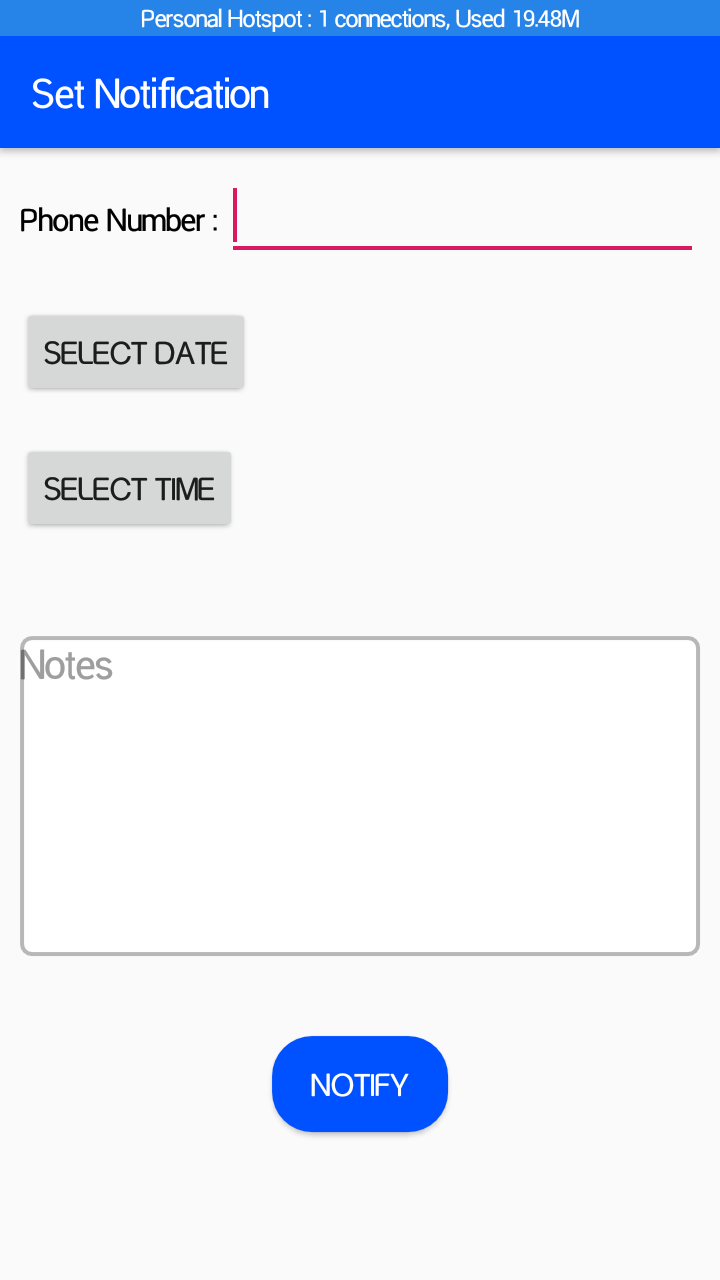 Personal Hotspot : 1 connections, Used 19.48M
Set Notification
Phone Number :
SELECT DATE
SELECT TIME
Notes
NOTIFY